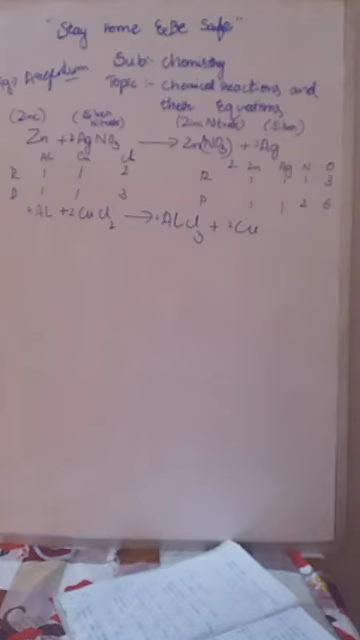 "Stay Home & Be Safe"
Sub:- chemistry
Topic:- chemical Reactions and
their Equations
(Zinc) (Silver Nitrate) (Zinc Nitrate) (Silver)
Zn + 2AgNO3 → Zn(NO3)2 + 2Ag
Al Cu Cl Zn Ag N O
R 1 1 2 R 1 1 1 3
P 1 1 3 P 1 1 2 6
2Al + 3CuCl2 → 2AlCl3 + 3Cu